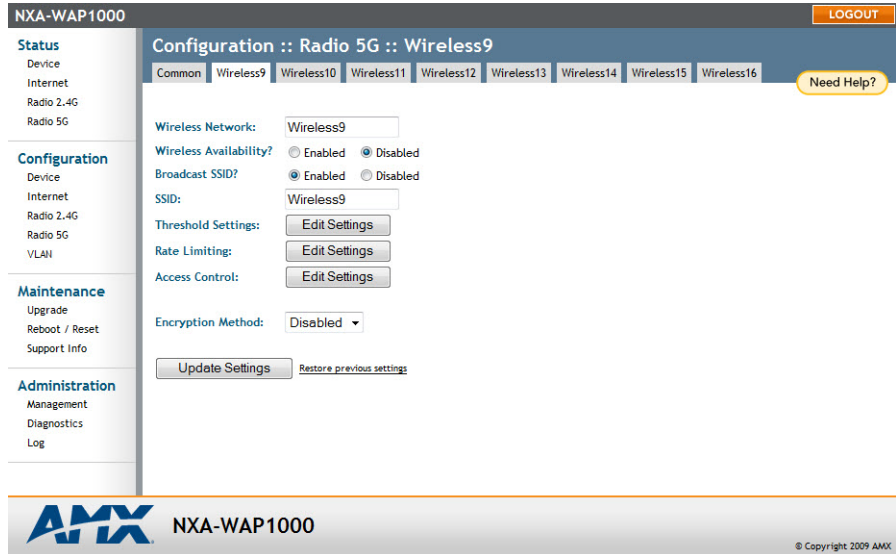 NXA-WAP1000
LOGOUT
Status
Device
Internet
Radio 2.4G
Radio 5G
Configuration
Device
Internet
Radio 2.4G
Radio 5G
VLAN
Maintenance
Upgrade
Reboot / Reset
Support Info
Administration
Management
Diagnostics
Log
Configuration :: Radio 5G :: Wireless9
Common Wireless9 Wireless10 Wireless11 Wireless12 Wireless13 Wireless14 Wireless15 Wireless16
Need Help?
Wireless Network: Wireless9
Wireless Availability? Enabled Disabled
Broadcast SSID? Enabled Disabled
SSID: Wireless9
Threshold Settings: Edit Settings
Rate Limiting: Edit Settings
Access Control: Edit Settings
Encryption Method: Disabled
Update Settings Restore previous settings
AMX NXA-WAP1000
© Copyright 2009 AMX